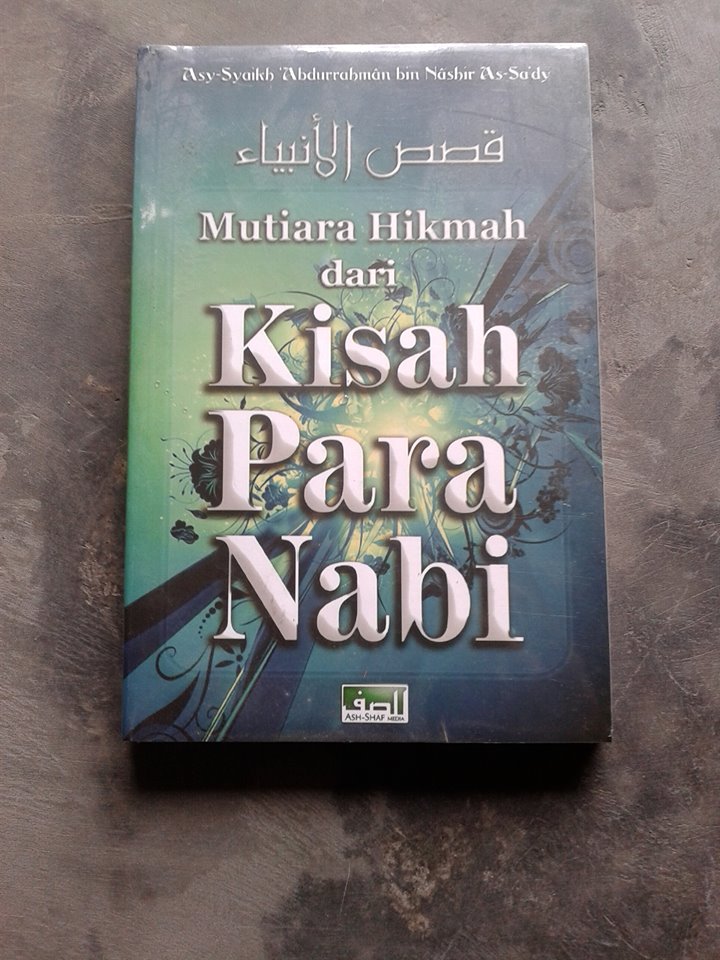 Asy-Syaikh 'Abdurrahmân bin Nâshir As-Sa'dy
قصص الأنبياء
Mutiara Hikmah
dari
Kisah
Para
Nabi
الصف
ASH-SHAF MEDIA